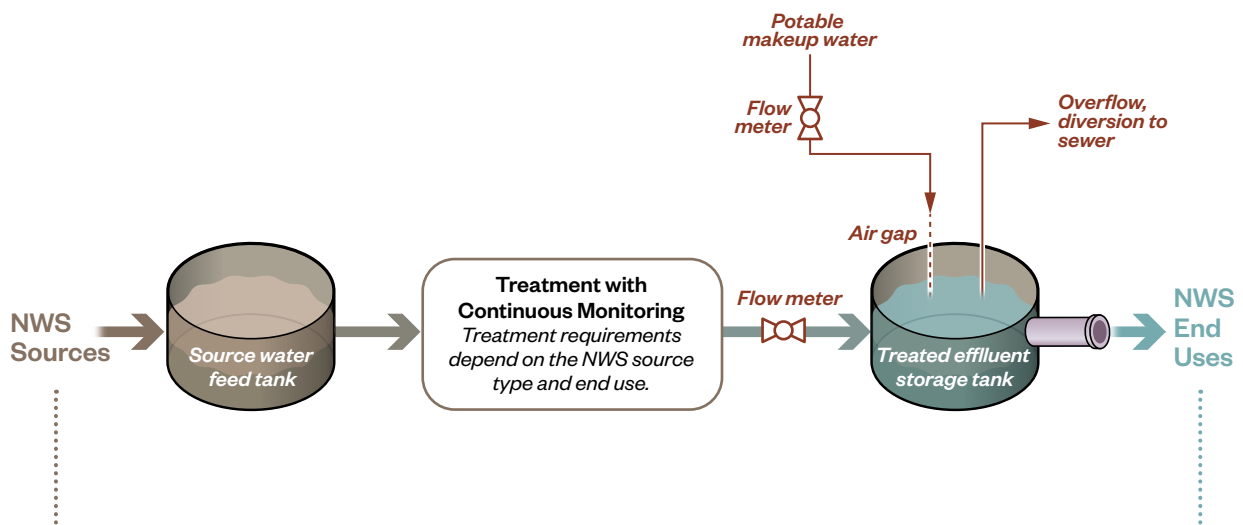 Potable
makeup water
Flow
meter
Overflow,
diversion to
sewer
Air gap
NWS
Sources
Source water
feed tank
Treatment with
Continuous Monitoring
Treatment requirements
depend on the NWS source
type and end use.
Flow meter
Treated efflluent
storage tank
NWS
End
Uses